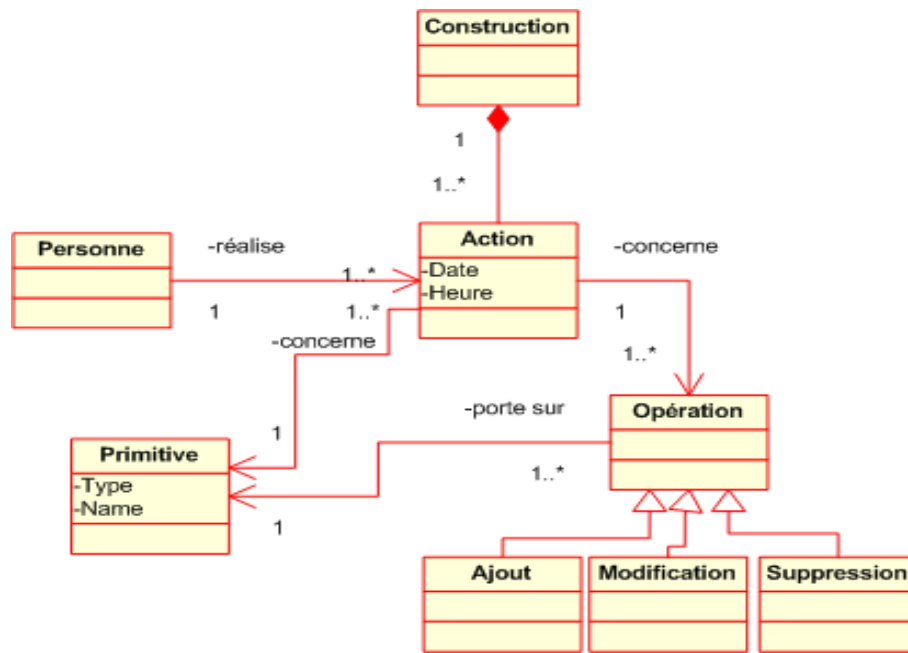 Construction
1
1..*
Personne
-réalise
1
1..*
Action
-Date
-Heure
-concerne
1
1..*
1..*
-concerne
1
Opération
-porte sur
1..*
1
Primitive
-Type
-Name
Ajout
Modification
Suppression